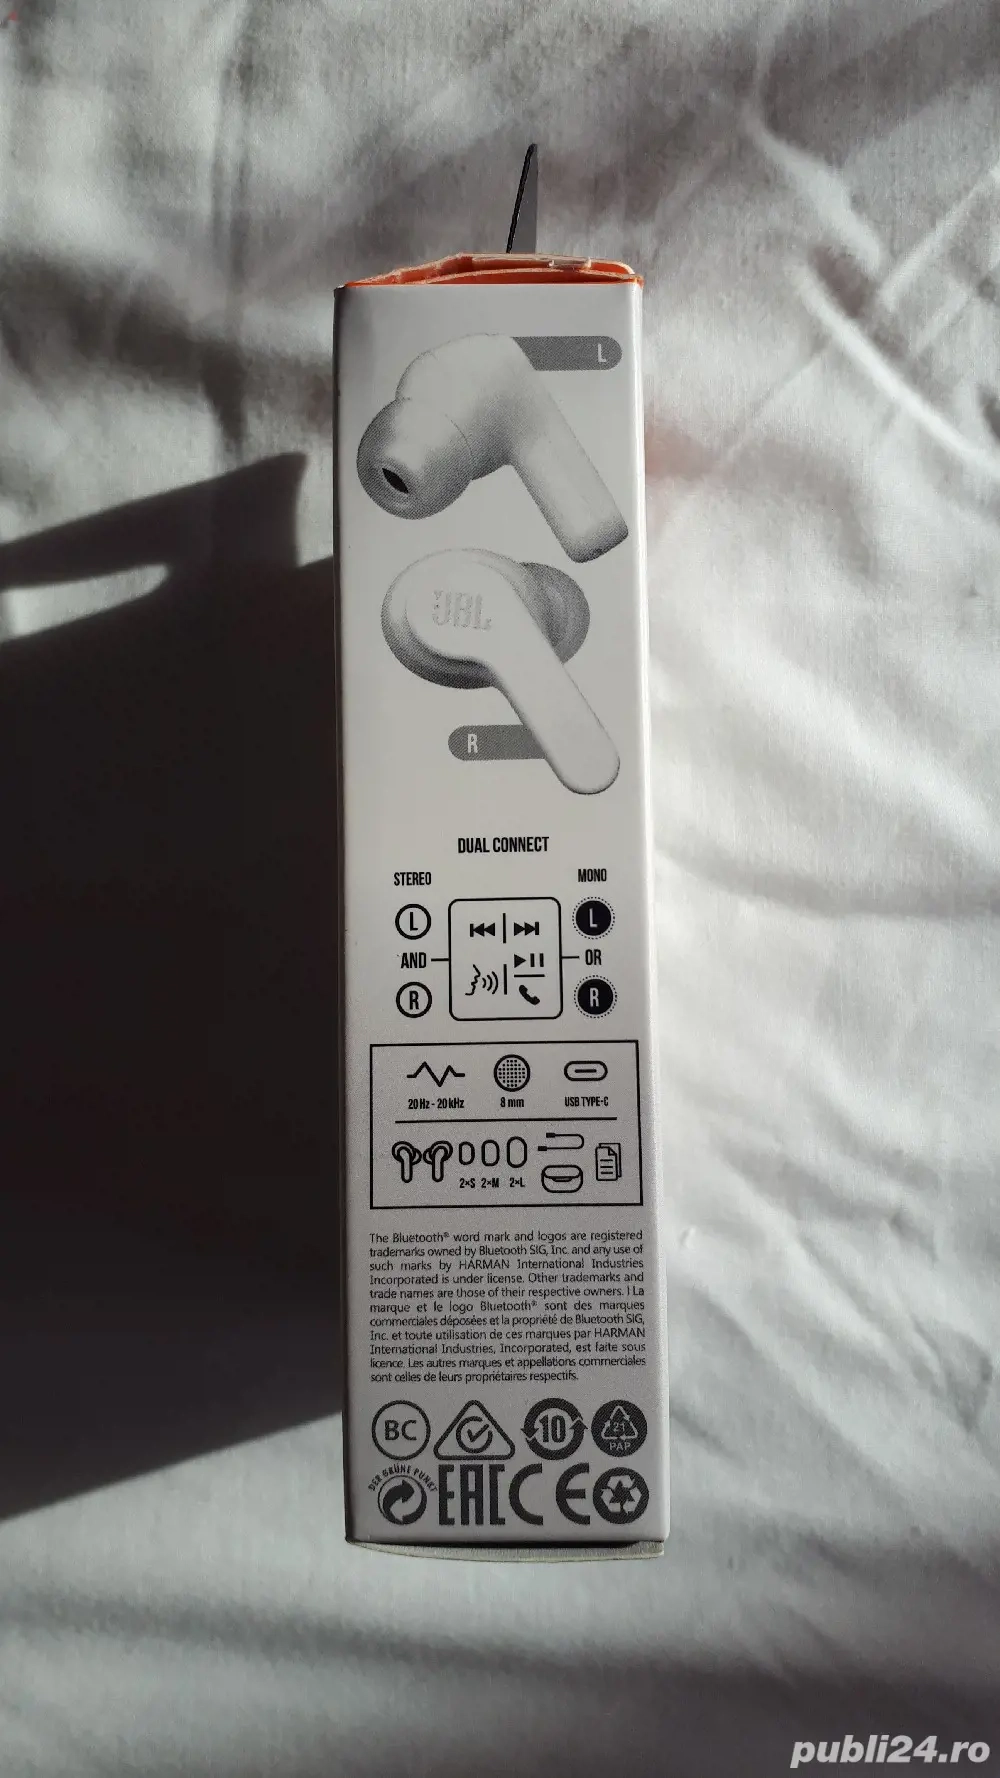 L
JBL
R
DUAL CONNECT
STEREO MONO
L L
AND OR
R R
20Hz - 20kHz 8 mm USB TYPE-C
2×S 2×M 2×L
The Bluetooth® word mark and logos are registered
trademarks owned by Bluetooth SIG, Inc. and any use of
such marks by HARMAN International Industries
Incorporated is under license. Other trademarks and
trade names are those of their respective owners. I La
marque et le logo Bluetooth® sont des marques
commerciales déposées et la propriété de Bluetooth SIG,
Inc. et toute utilisation de ces marques par HARMAN
International Industries, Incorporated, est faite sous
licence. Les autres marques et appellations commerciales
sont celles de leurs propriétaires respectifs.
BC 10 21
PAP
DER GRÜNE PUNKT
EAC CE
publi24.ro